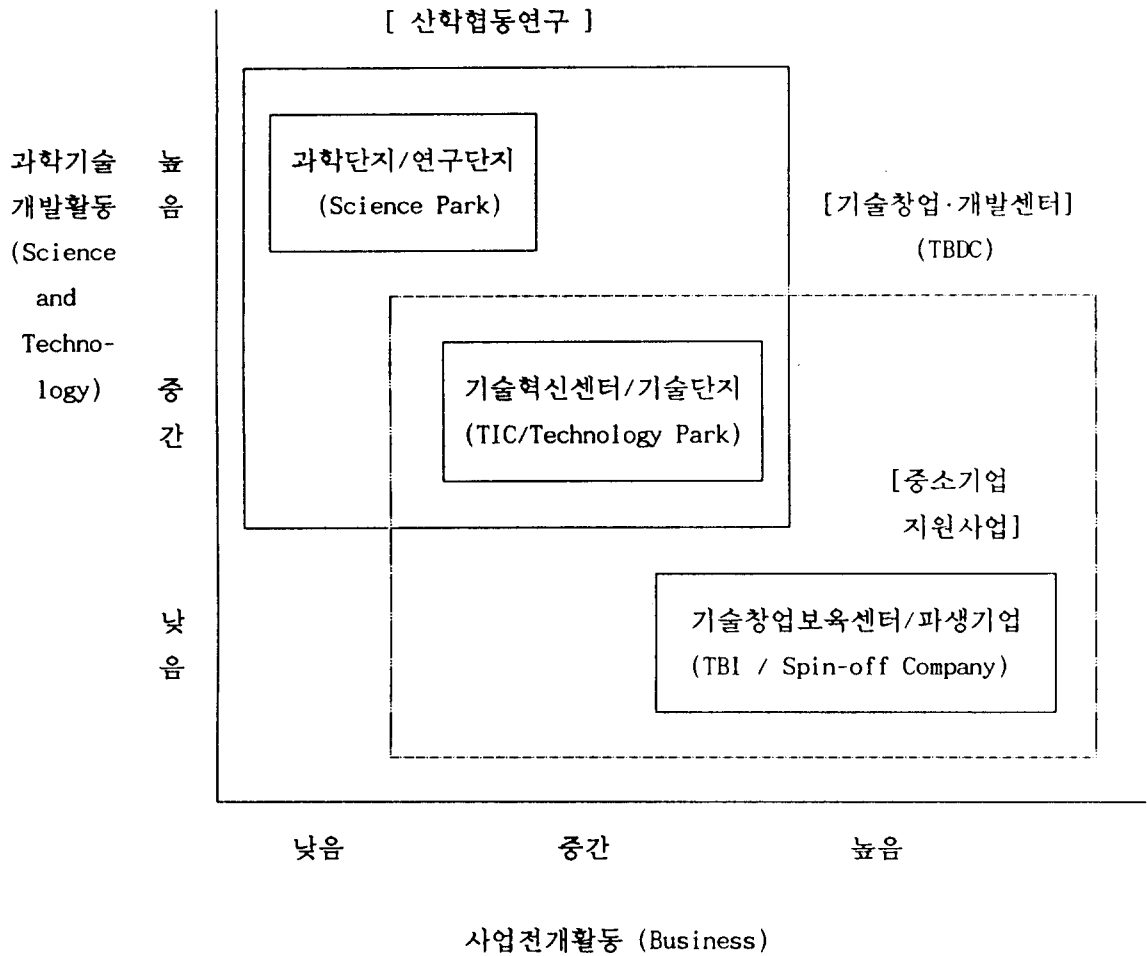 [ 산학협동연구 ]
과학기술
개발활동
(Science
and
Techno-
logy)
높
음
중
간
낮
음
과학단지/연구단지
(Science Park)
[기술창업·개발센터]
(TBDC)
기술혁신센터/기술단지
(TIC/Technology Park)
[중소기업
지원사업]
기술창업보육센터/파생기업
(TBI / Spin-off Company)
낮음 중간 높음
사업전개활동 (Business)